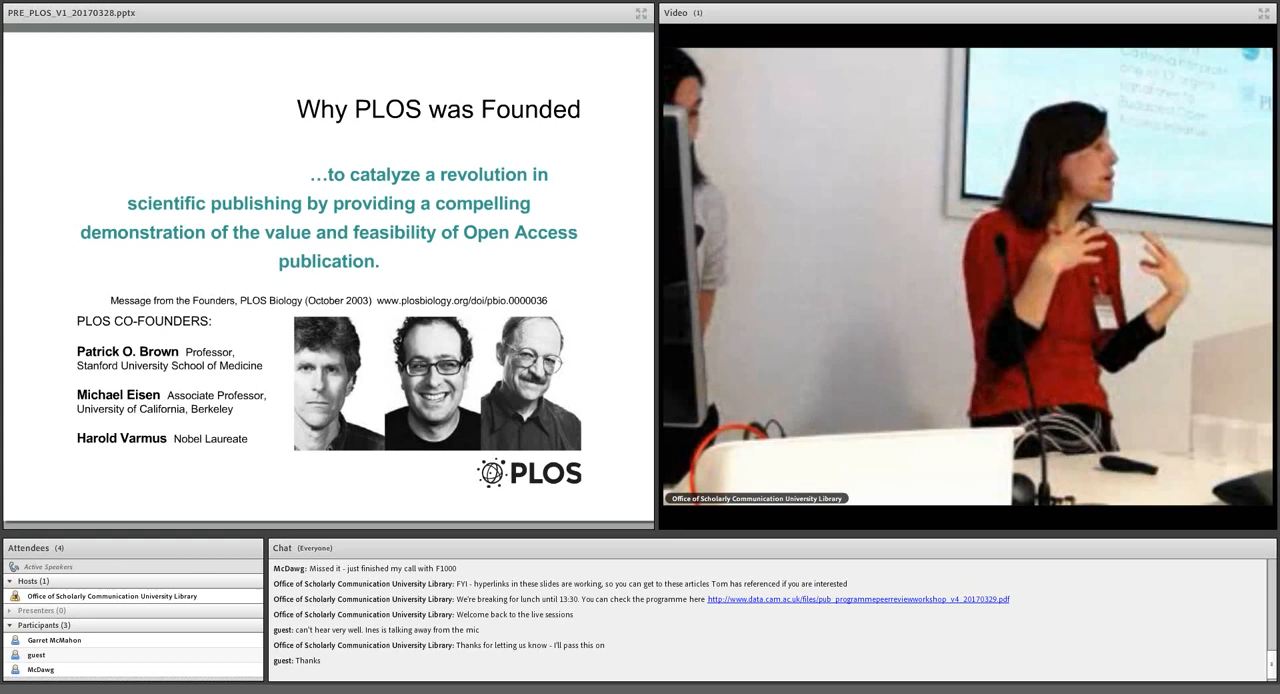 PRE_PLOS_V1_20170328.pptx
Why PLOS was Founded
…to catalyze a revolution in
scientific publishing by providing a compelling
demonstration of the value and feasibility of Open Access
publication.
Message from the Founders, PLOS Biology (October 2003) www.plosbiology.org/doi/pbio.0000036
PLOS CO-FOUNDERS:
Patrick O. Brown Professor,
Stanford University School of Medicine
Michael Eisen Associate Professor,
University of California, Berkeley
Harold Varmus Nobel Laureate
PLOS
Video (1)
Office of Scholarly Communication University Library
Attendees (4)
Active Speakers
Hosts (1)
Office of Scholarly Communication University Library
Presenters (0)
Participants (3)
Garret McMahon
guest
McDawg
Chat (Everyone)
McDawg: Missed it - just finished my call with F1000
Office of Scholarly Communication University Library: FYI - hyperlinks in these slides are working, so you can get to these articles Tom has referenced if you are interested
Office of Scholarly Communication University Library: We're breaking for lunch until 13:30. You can check the programme here http://www.data.cam.ac.uk/files/pub_programmepeerreviewworkshop_v4_20170329.pdf
Office of Scholarly Communication University Library: Welcome back to the live sessions
guest: can't hear very well. Ines is talking away from the mic
Office of Scholarly Communication University Library: Thanks for letting us know - I'll pass this on
guest: Thanks